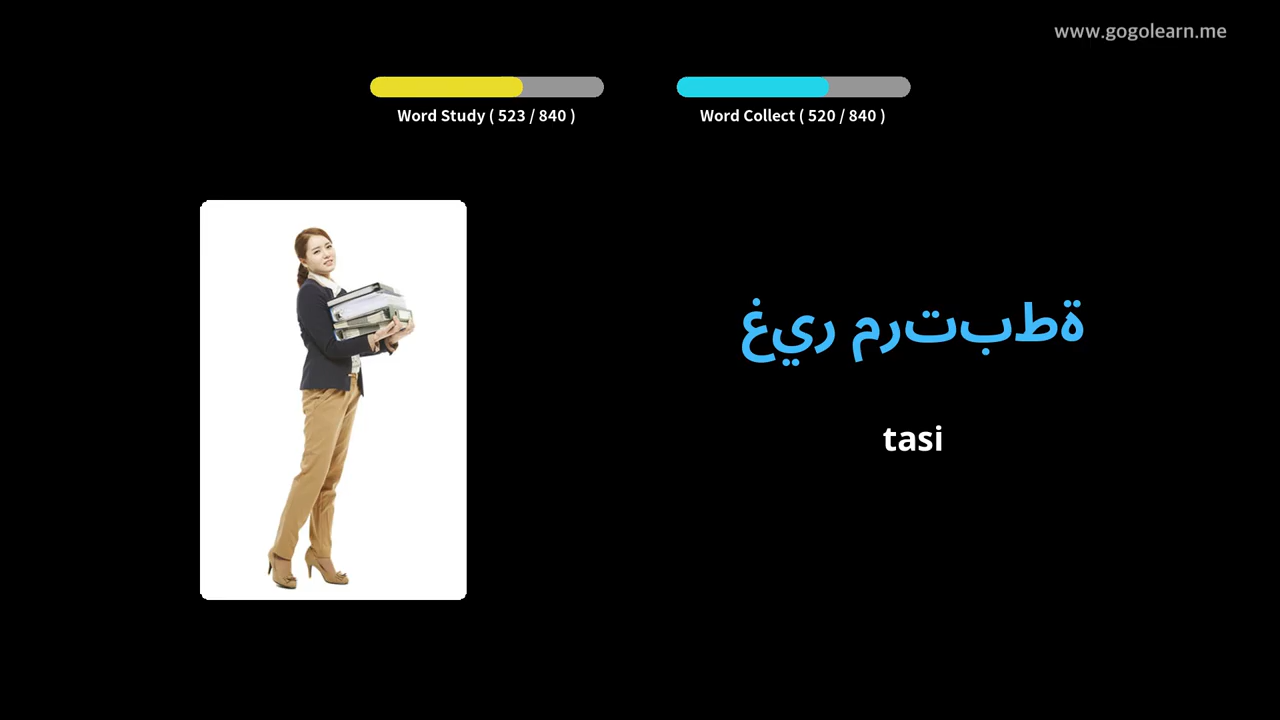 www.gogolearn.me
Word Study ( 523 / 840 )
Word Collect ( 520 / 840 )
غير مرتبطة
tasi